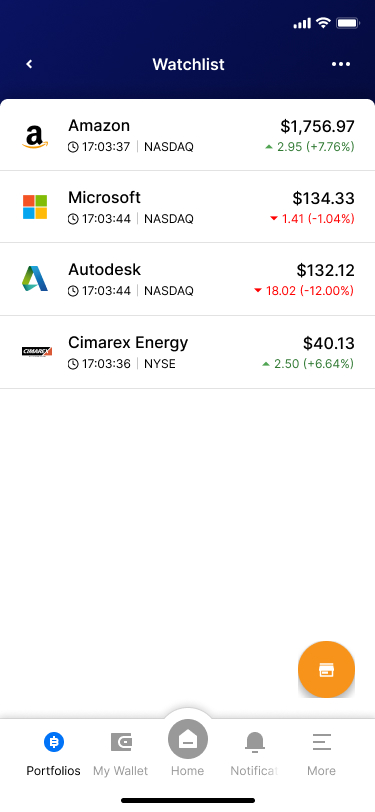 Watchlist
Amazon
$1,756.97
17:03:37 | NASDAQ
2.95 (+7.76%)
Microsoft
$134.33
17:03:44 | NASDAQ
1.41 (-1.04%)
Autodesk
$132.12
17:03:44 | NASDAQ
18.02 (-12.00%)
CIMAREX
Cimarex Energy
$40.13
17:03:36 | NYSE
2.50 (+6.64%)
Portfolios
My Wallet
Home
Notificat
More